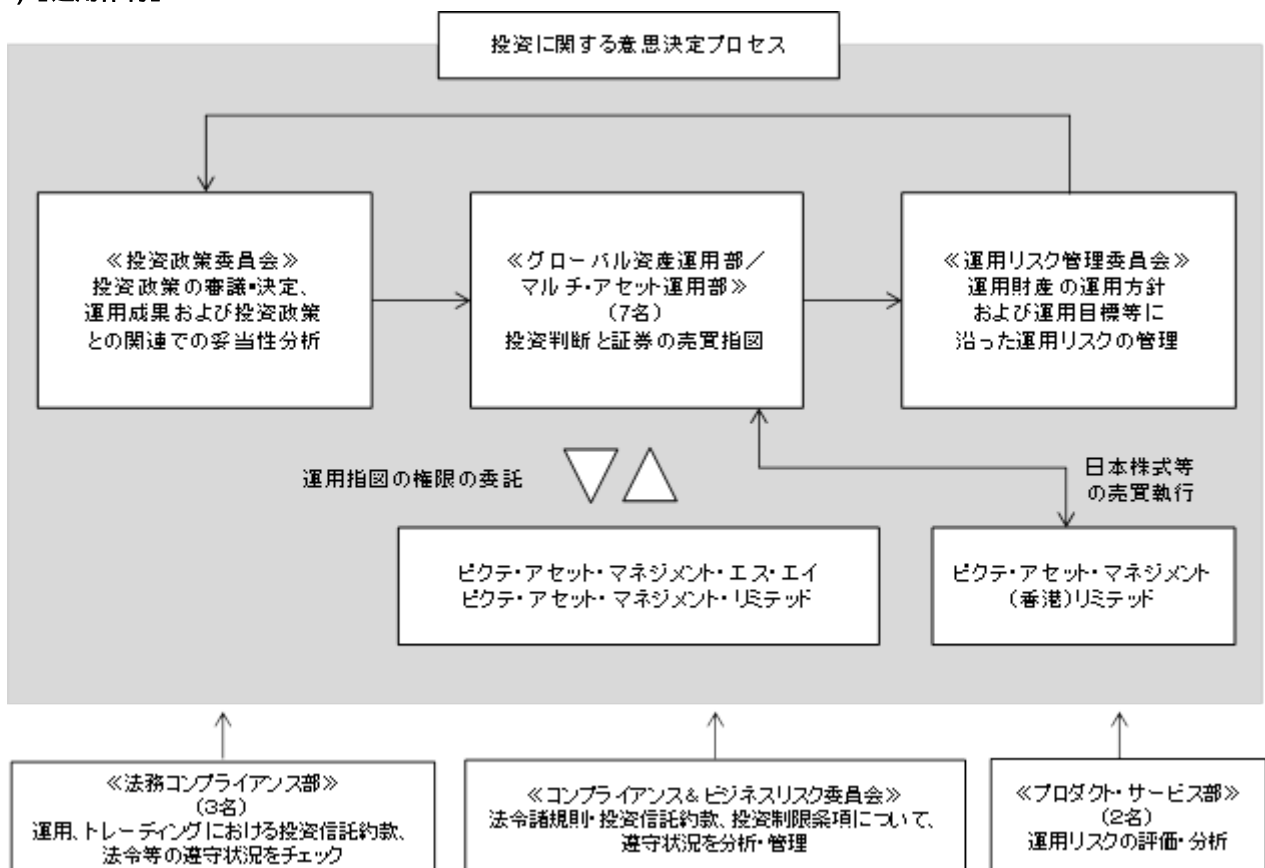 投資に関する意思決定プロセス
≪投資政策委員会≫
投資政策の審議・決定、
運用成果および投資政策
との関連での妥当性分析
≪グローバル資産運用部／
マルチ・アセット運用部≫
(7名)
投資判断と証券の売買指図
≪運用リスク管理委員会≫
運用財産の運用方針
および運用目標等に
沿った運用リスクの管理
運用指図の権限の委託
日本株式等
の売買執行
ピクテ・アセット・マネジメント・エス・エイ
ピクテ・アセット・マネジメント・リミテッド
ピクテ・アセット・マネジメント
(香港)リミテッド
≪法務コンプライアンス部≫
(3名)
運用、トレーディングにおける投資信託約款、
法令等の遵守状況をチェック
≪コンプライアンス&ビジネスリスク委員会≫
法令諸規則・投資信託約款、投資制限条項について、
遵守状況を分析・管理
≪プロダクト・サービス部≫
(2名)
運用リスクの評価・分析